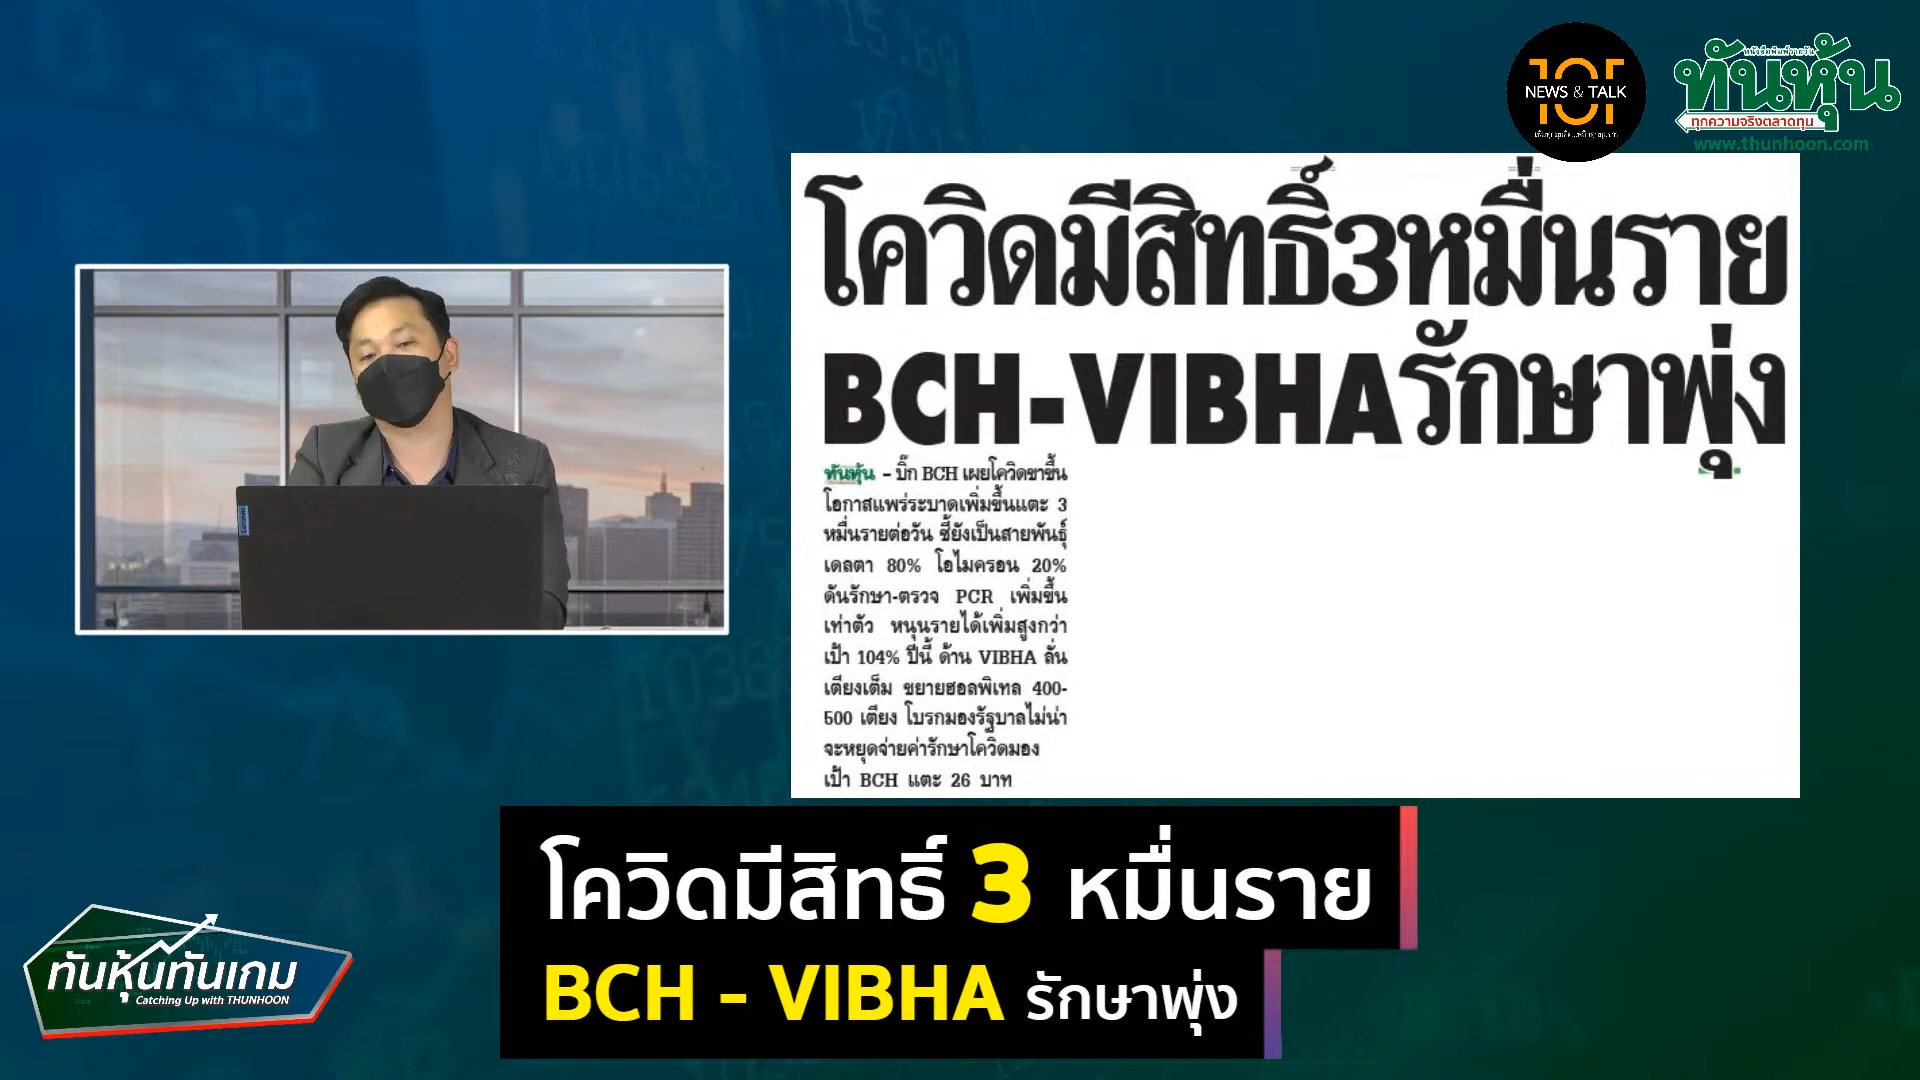 1O1
NEWS & TALK
หนังสือพิมพ์รายวัน
ทันหุ้น
ทุกความจริงตลาดทุน
www.thunhoon.com
โควิดมีสิทธิ์3หมื่นราย
BCH-VIBHAรักษาพุ่ง
ทันหุ้น – บิ๊ก BCH เผยโควิดขาขึ้น
โอกาสแพร่ระบาดเพิ่มขึ้นแตะ 3
หมื่นรายต่อวัน ชี้ยังเป็นสายพันธุ์
เดลตา 80% โอไมครอน 20%
ดันรักษา-ตรวจ PCR เพิ่มขึ้น
เท่าตัว หนุนรายได้เพิ่มสูงกว่า
เป้า 104% ปีนี้ ด้าน VIBHA ลั่น
เตียงเต็ม ขยายฮอลพิเทล 400-
500 เตียง โบรกมองรัฐบาลไม่น่า
จะหยุดจ่ายค่ารักษาโควิดมอง
เป้า BCH แตะ 26 บาท
Lenovo
โควิดมีสิทธิ์ 3 หมื่นราย
BCH - VIBHA รักษาพุ่ง
ทันหุ้นทันเกม
Catching Up with THUNHOON